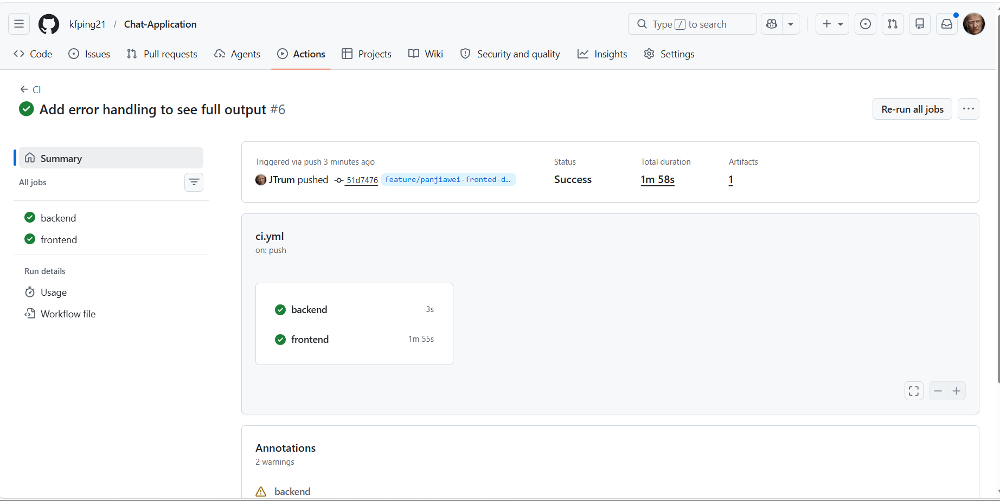 kfping21 / Chat-Application
Type / to search
Code Issues Pull requests Agents Actions Projects Wiki Security and quality Insights Settings
CI
Add error handling to see full output #6
Re-run all jobs
Summary
All jobs
backend
frontend
Run details
Usage
Workflow file
Triggered via push 3 minutes ago
JTrum pushed 51d7476 feature/panjiawei-fronted-d…
Status
Success
Total duration
1m 58s
Artifacts
1
ci.yml
on: push
backend 3s
frontend 1m 55s
Annotations
2 warnings
backend